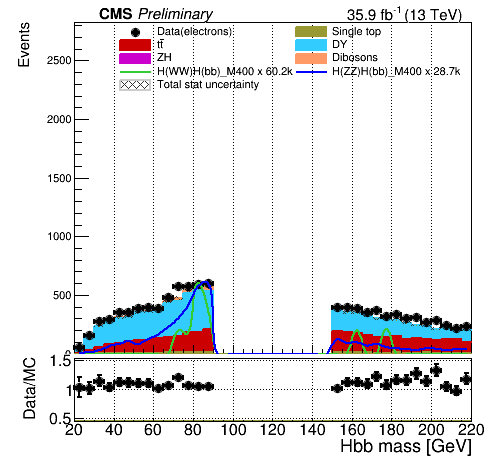 CMS Preliminary 35.9 fb⁻¹ (13 TeV)
Events
Data(electrons) Single top
tt̄ DY
ZH Dibosons
H(WW)H(bb)_M400 x 60.2k H(ZZ)H(bb)_M400 x 28.7k
Total stat uncertainty
2500
2000
1500
1000
500
0
Data/MC
1.5
1
0.5
20 40 60 80 100 120 140 160 180 200 220
Hbb mass [GeV]